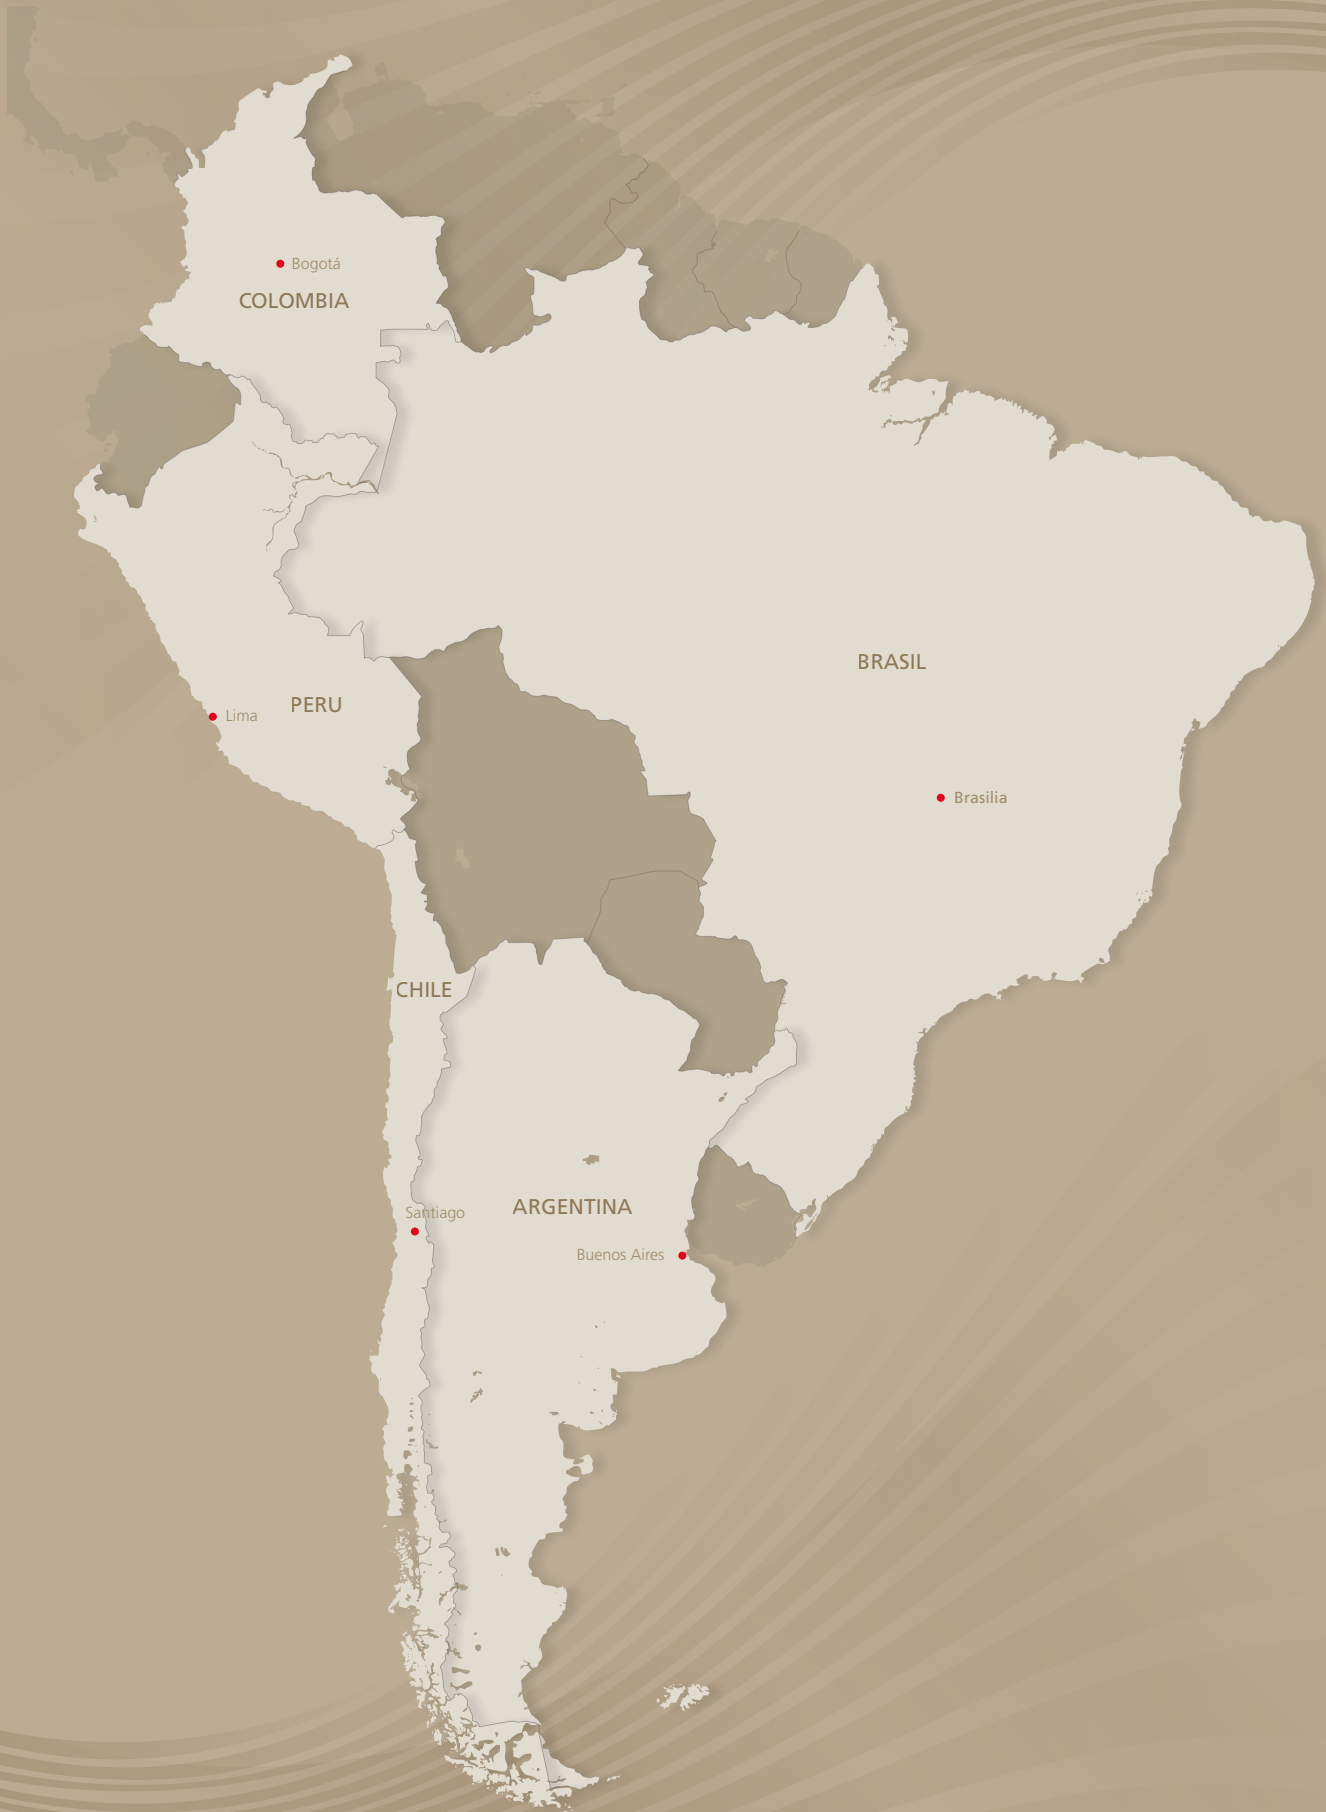 Bogotá
COLOMBIA
BRASIL
PERU
Lima
Brasilia
CHILE
ARGENTINA
Santiago
Buenos Aires